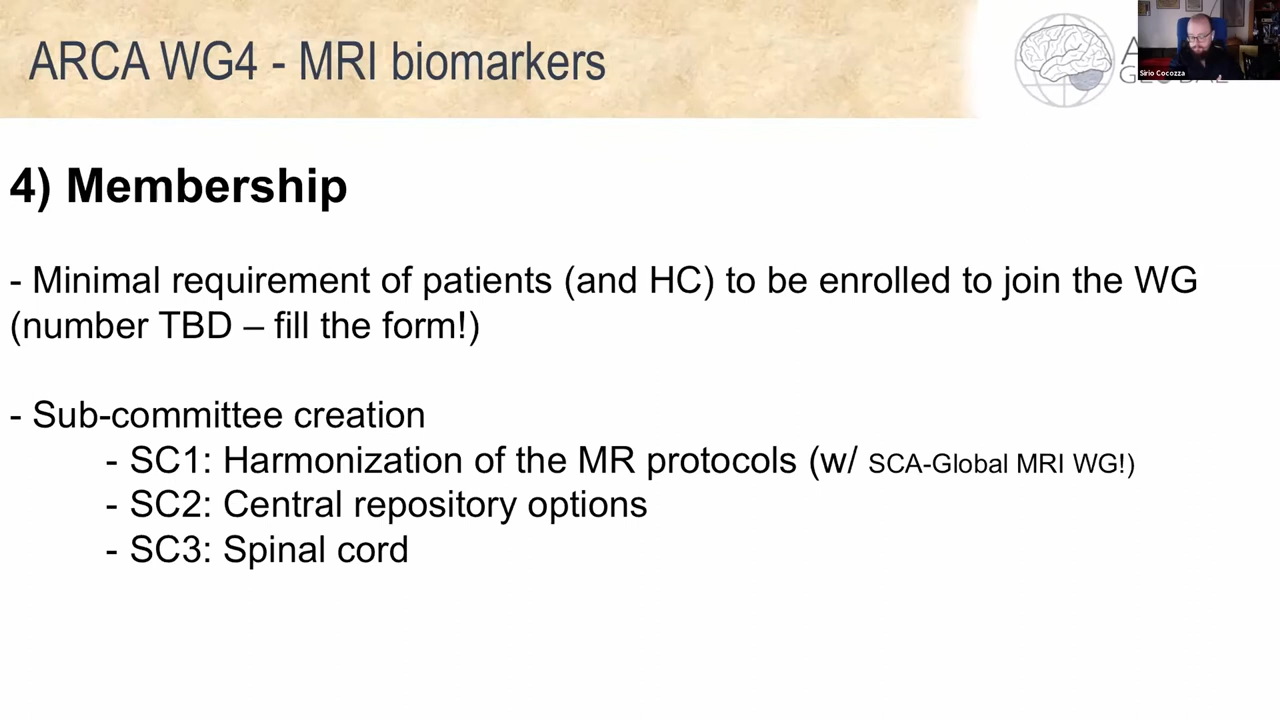 ARCA WG4 - MRI biomarkers
Sirio Cocozza
4) Membership
- Minimal requirement of patients (and HC) to be enrolled to join the WG
(number TBD – fill the form!)
- Sub-committee creation
- SC1: Harmonization of the MR protocols (w/ SCA-Global MRI WG!)
- SC2: Central repository options
- SC3: Spinal cord